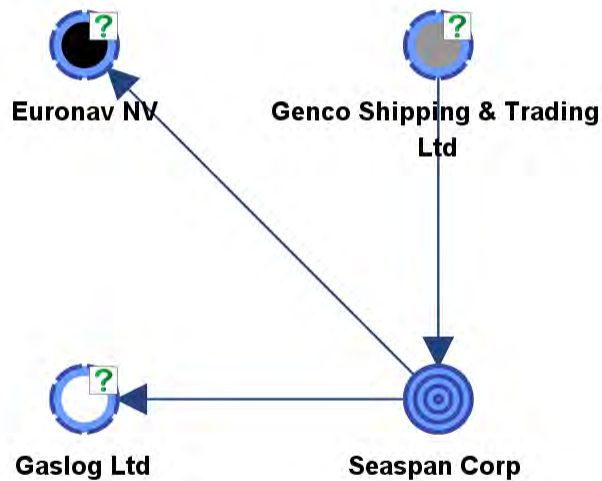 ?
?
Euronav NV
Genco Shipping & Trading
Ltd
?
Gaslog Ltd
Seaspan Corp